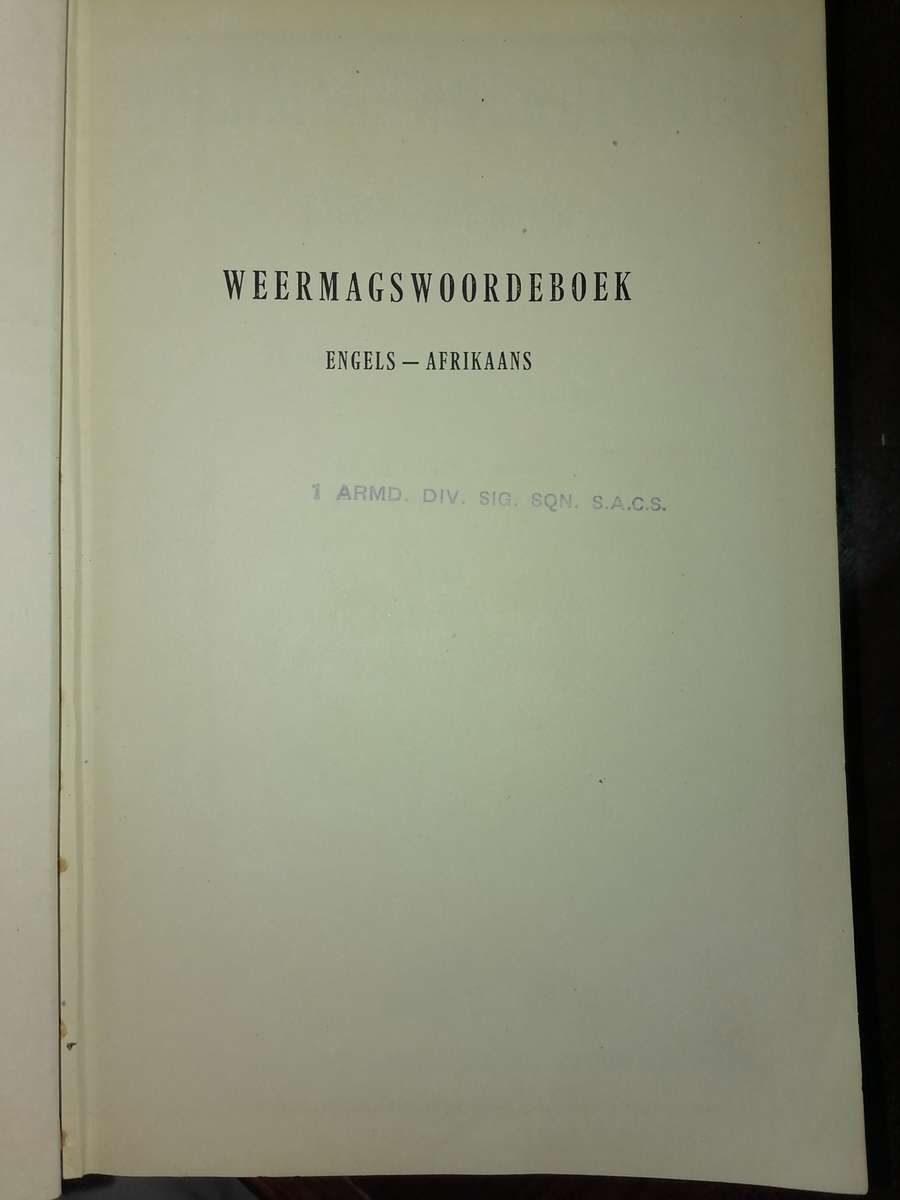 WEERMAGSWOORDEBOEK
ENGELS — AFRIKAANS
1 ARMD. DIV. SIG. SQN. S.A.C.S.